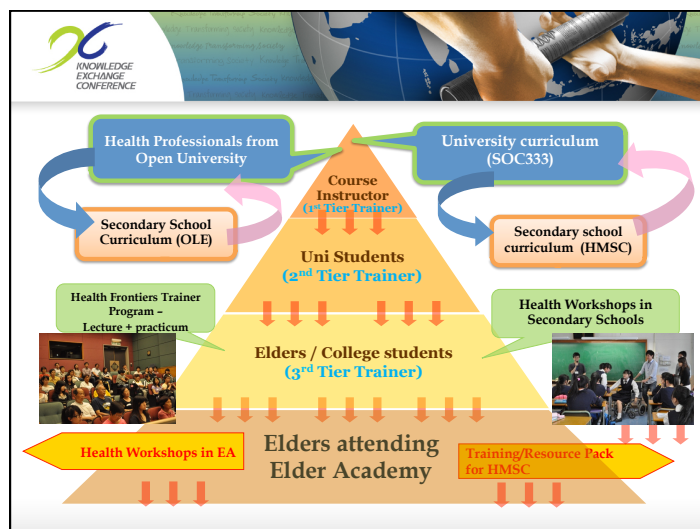 KNOWLEDGE
EXCHANGE
CONFERENCE
Health Professionals from
Open University
University curriculum
(SOC333)
Course
Instructor
(1st Tier Trainer)
Secondary School
Curriculum (OLE)
Secondary school
curriculum (HMSC)
Uni Students
(2nd Tier Trainer)
Health Frontiers Trainer
Program –
Lecture + practicum
Health Workshops in
Secondary Schools
Elders / College students
(3rd Tier Trainer)
Elders attending
Elder Academy
Health Workshops in EA
Training/Resource Pack
for HMSC